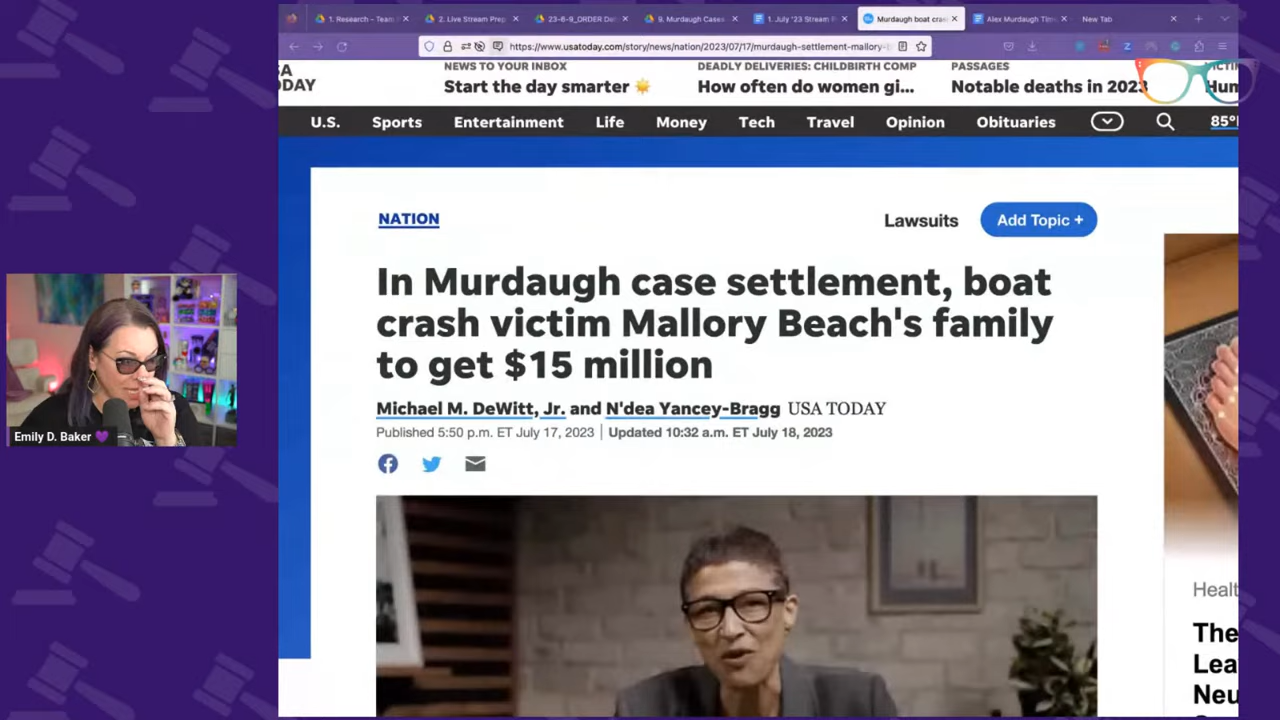 1. Research - Team
2. Live Stream Prep
23-8-9_ORDER De
9. Murdaugh Case
1. July '23 Stream P
Murdaugh boat cras
Alex Murdaugh Tim
New Tab
https://www.usatoday.com/story/news/nation/2023/07/17/murdaugh-settlement-mallory-
NEWS TO YOUR INBOX
Start the day smarter ☀️
DEADLY DELIVERIES: CHILDBIRTH COMP
How often do women gi...
PASSAGES
Notable deaths in 2023
Hum
A
DAY
U.S. Sports Entertainment Life Money Tech Travel Opinion Obituaries 85°
NATION
Lawsuits
Add Topic +
In Murdaugh case settlement, boat
crash victim Mallory Beach's family
to get $15 million
Michael M. DeWitt, Jr. and N'dea Yancey-Bragg USA TODAY
Published 5:50 p.m. ET July 17, 2023 | Updated 10:32 a.m. ET July 18, 2023
Emily D. Baker 💜
Healt
The
Lea
Neu